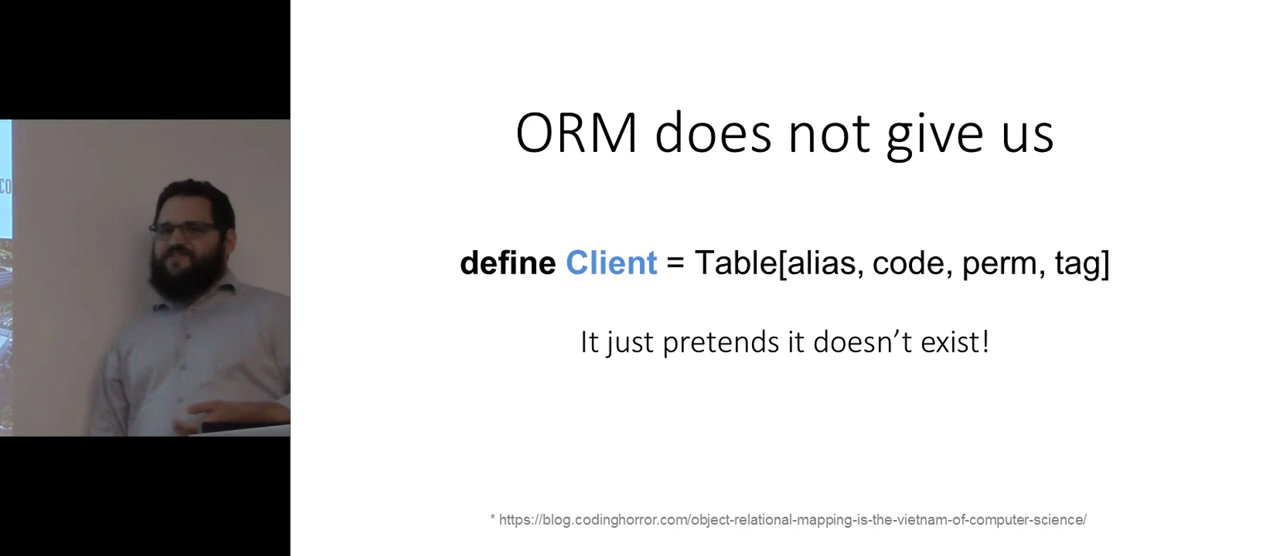 ORM does not give us
define Client = Table[alias, code, perm, tag]
It just pretends it doesn’t exist!
* https://blog.codinghorror.com/object-relational-mapping-is-the-vietnam-of-computer-science/